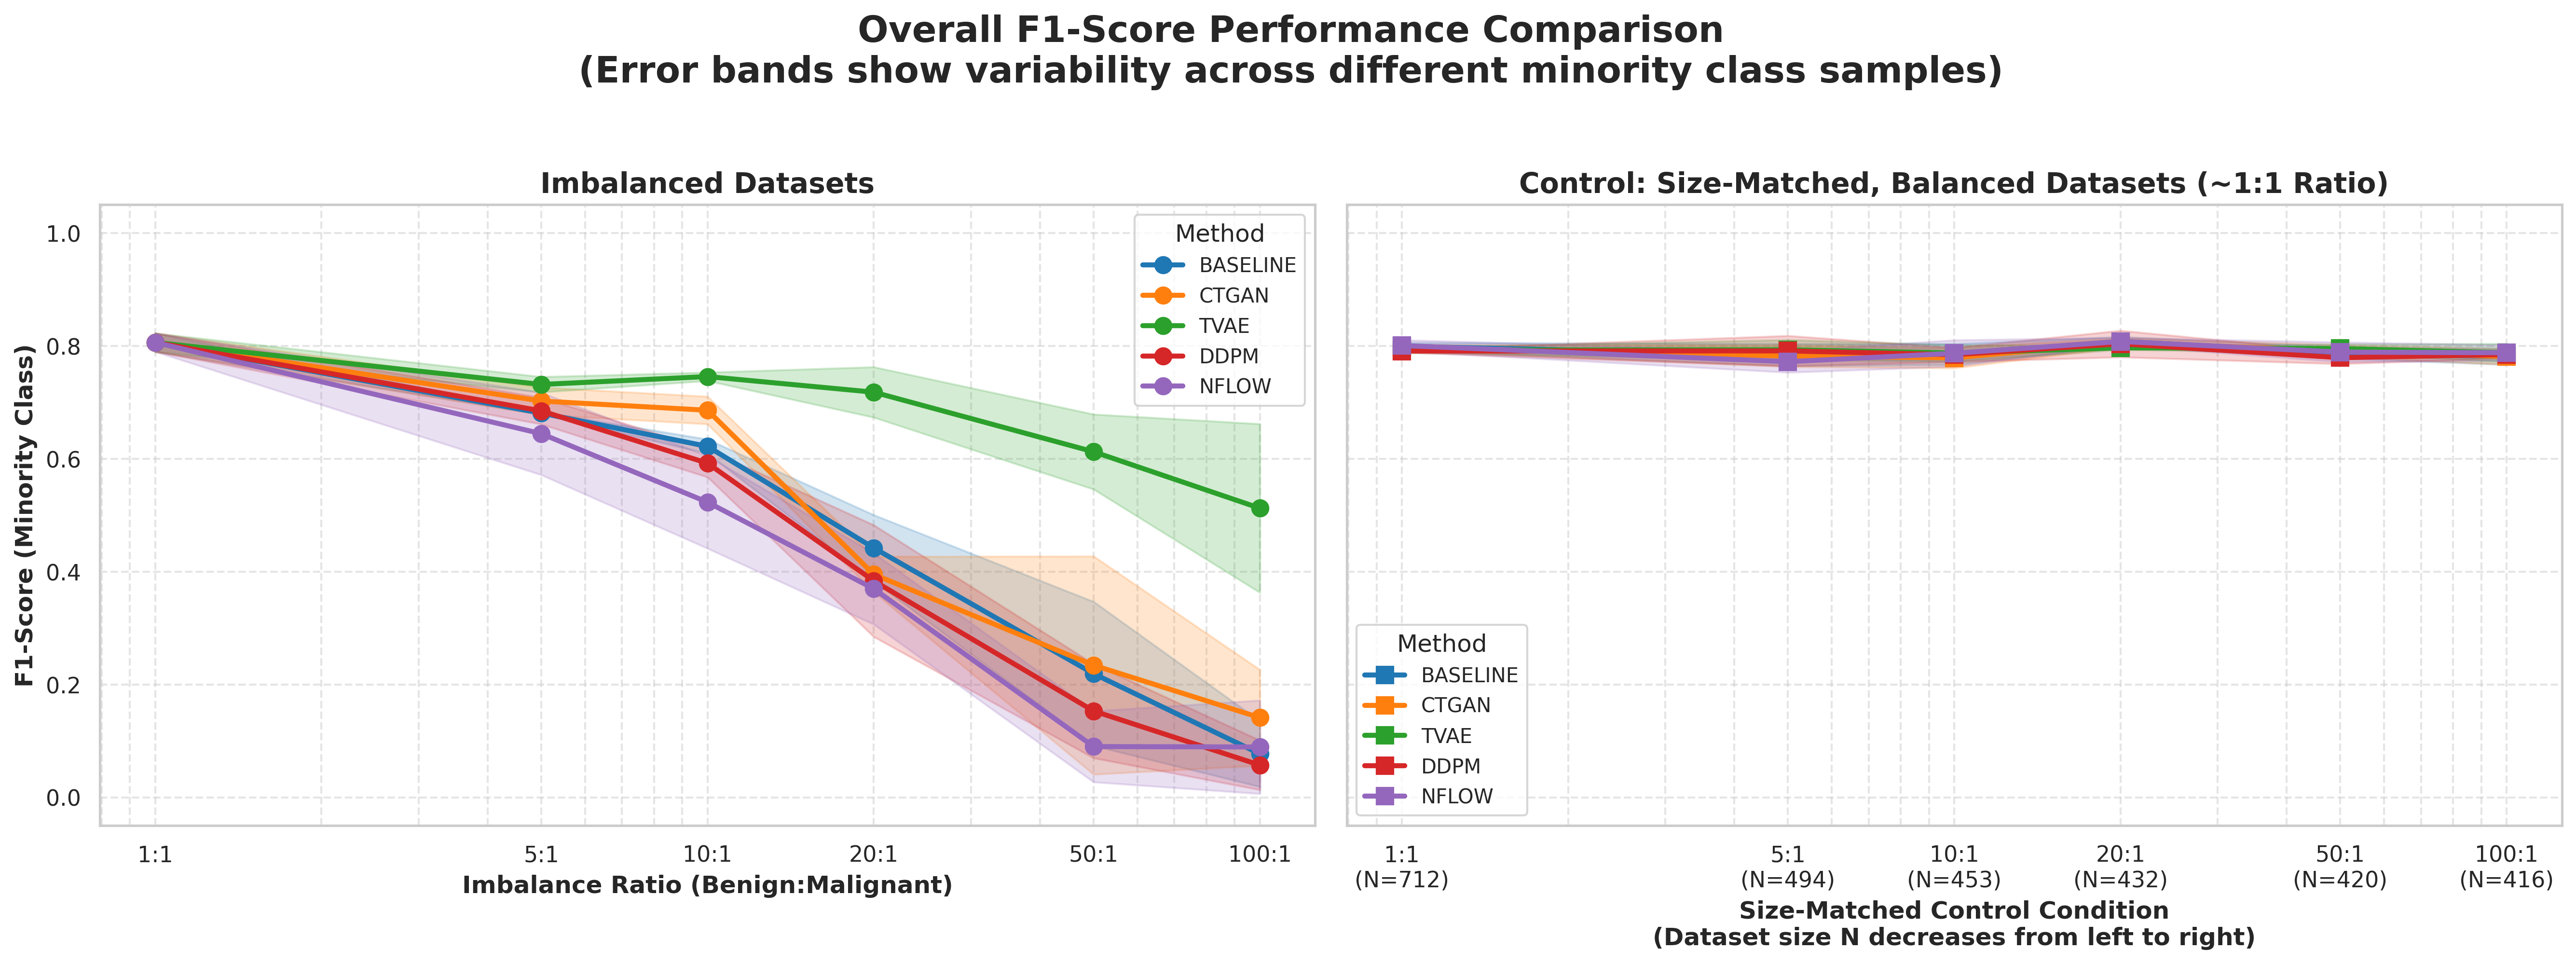 Overall F1-Score Performance Comparison
(Error bands show variability across different minority class samples)
Imbalanced Datasets
F1-Score (Minority Class)
1.0
0.8
0.6
0.4
0.2
0.0
Method
BASELINE
CTGAN
TVAE
DDPM
NFLOW
1:1 5:1 10:1 20:1 50:1 100:1
Imbalance Ratio (Benign:Malignant)
Control: Size-Matched, Balanced Datasets (~1:1 Ratio)
Method
BASELINE
CTGAN
TVAE
DDPM
NFLOW
1:1 5:1 10:1 20:1 50:1 100:1
(N=712) (N=494) (N=453) (N=432) (N=420) (N=416)
Size-Matched Control Condition
(Dataset size N decreases from left to right)